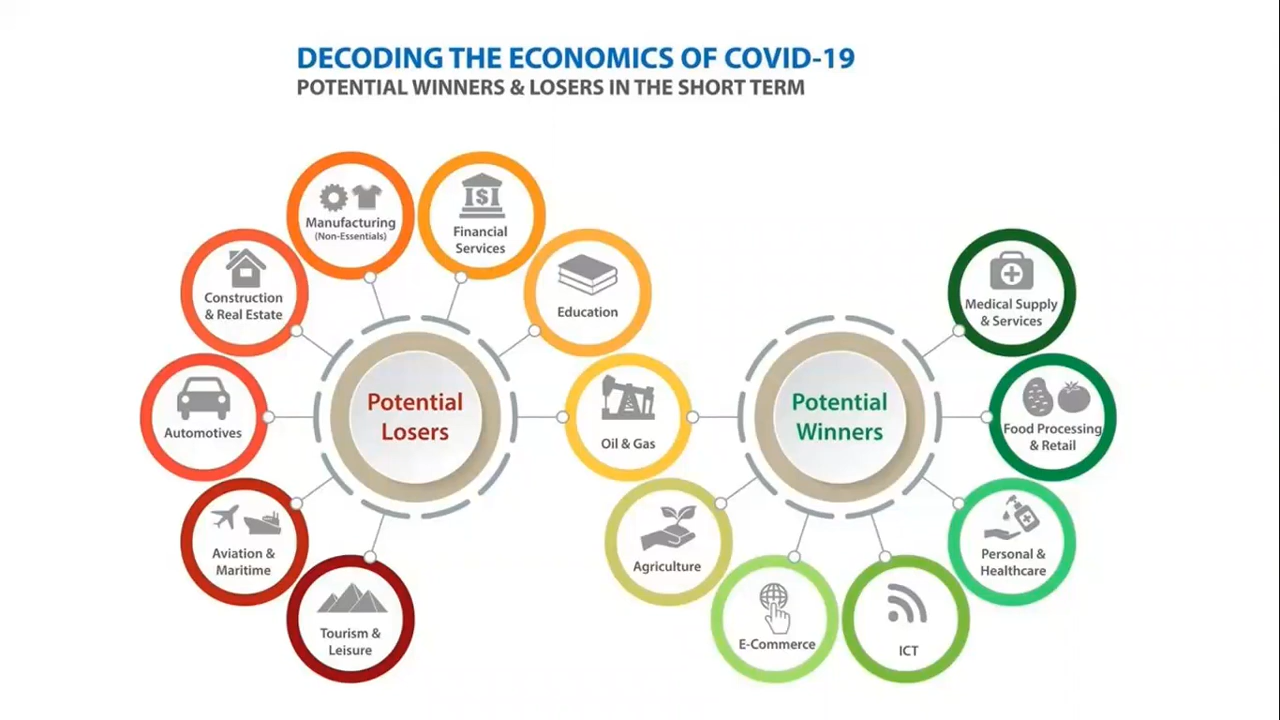 DECODING THE ECONOMICS OF COVID-19
POTENTIAL WINNERS & LOSERS IN THE SHORT TERM
Manufacturing
(Non-Essentials)
$
Financial
Services
Construction
& Real Estate
Education
Automotives
Potential
Losers
Oil & Gas
Aviation &
Maritime
Tourism &
Leisure
Potential
Winners
Medical Supply
& Services
Food Processing
& Retail
Personal &
Healthcare
ICT
E-Commerce
Agriculture